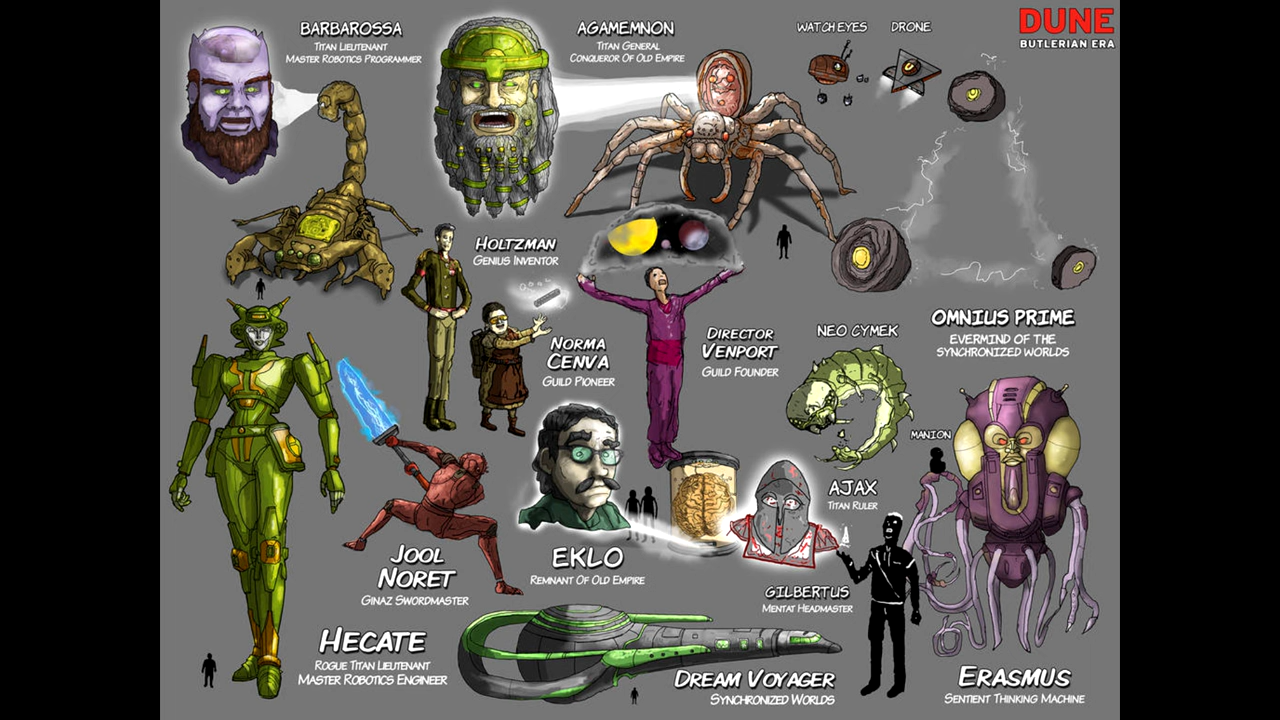 BARBAROSSA
TITAN LIEUTENANT
MASTER ROBOTICS PROGRAMMER
AGAMEMNON
TITAN GENERAL
CONQUEROR OF OLD EMPIRE
WATCH EYES
DRONE
DUNE
BUTLERIAN ERA
HOLTZMAN
GENIUS INVENTOR
NORMA
CENVA
GUILD PIONEER
DIRECTOR
VENPORT
GUILD FOUNDER
NEO CYMEK
OMNIUS PRIME
EVERMIND OF THE
SYNCHRONIZED WORLDS
MANION
AJAX
TITAN RULER
JOOL
NORET
GINAZ SWORDMASTER
EKLO
REMNANT OF OLD EMPIRE
GILBERTUS
MENTAT HEADMASTER
HECATE
ROGUE TITAN LIEUTENANT
MASTER ROBOTICS ENGINEER
DREAM VOYAGER
SYNCHRONIZED WORLDS
ERASMUS
SENTIENT THINKING MACHINE